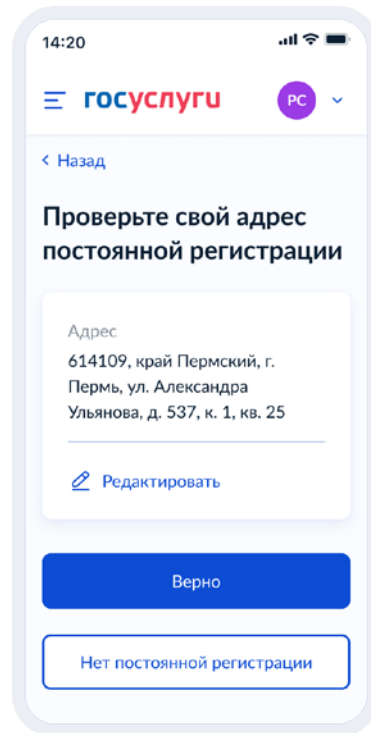 14:20
госуслуги
РС
Назад
Проверьте свой адрес
постоянной регистрации
Адрес
614109, край Пермский, г.
Пермь, ул. Александра
Ульянова, д. 537, к. 1, кв. 25
Редактировать
Верно
Нет постоянной регистрации